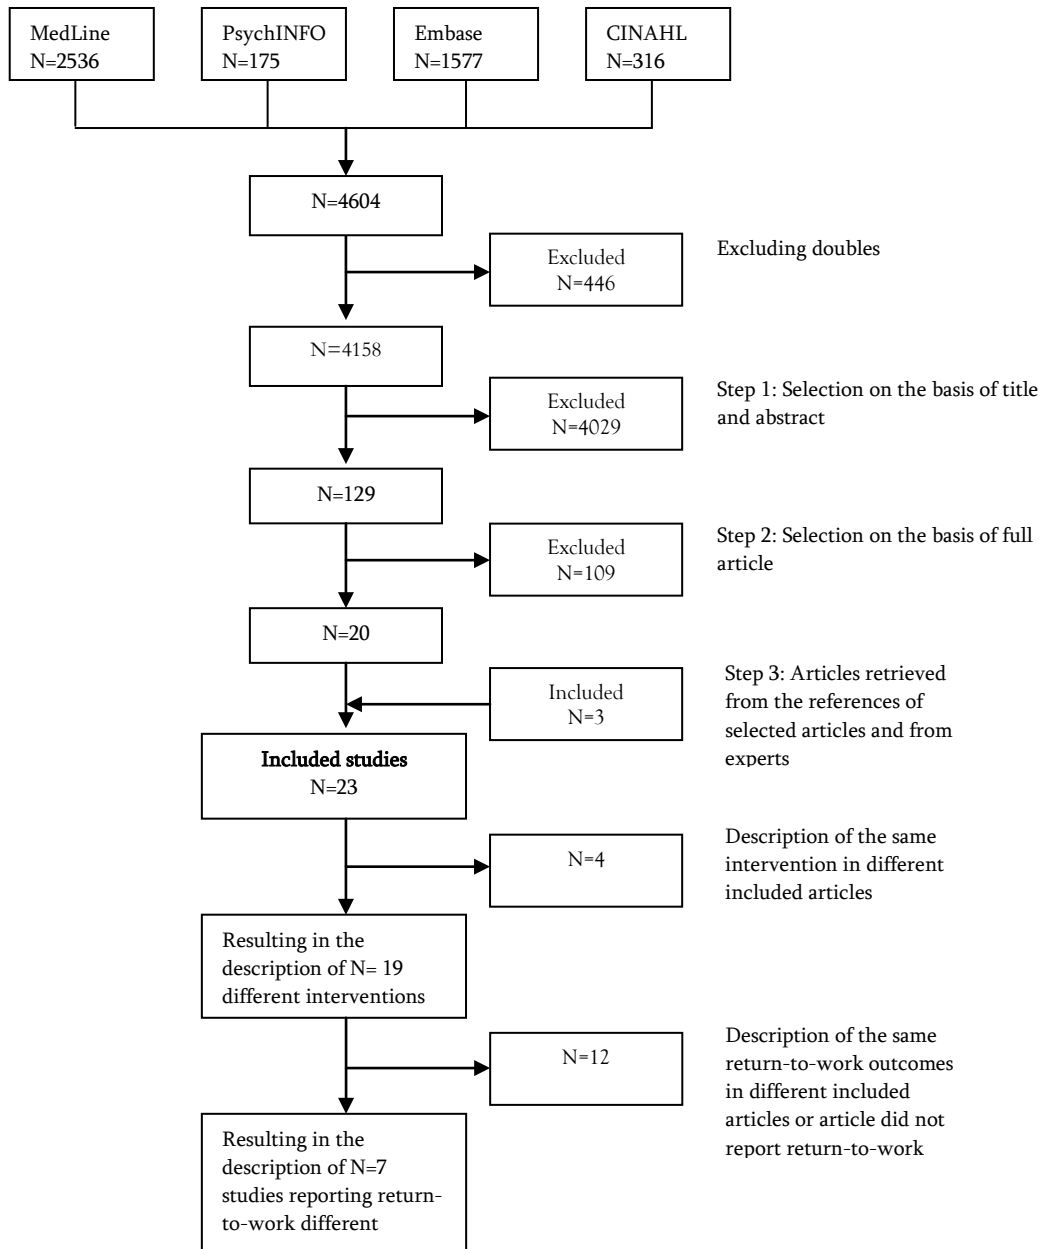 MedLine
N=2536
PsychINFO
N=175
Embase
N=1577
CINAHL
N=316
N=4604
Excluded
N=446
Excluding doubles
N=4158
Excluded
N=4029
Step 1: Selection on the basis of title
and abstract
N=129
Excluded
N=109
Step 2: Selection on the basis of full
article
N=20
Included
N=3
Step 3: Articles retrieved
from the references of
selected articles and from
experts
Included studies
N=23
N=4
Description of the same
intervention in different
included articles
Resulting in the
description of N= 19
different interventions
N=12
Description of the same
return-to-work outcomes
in different included
articles or article did not
report return-to-work
Resulting in the
description of N=7
studies reporting return-
to-work different